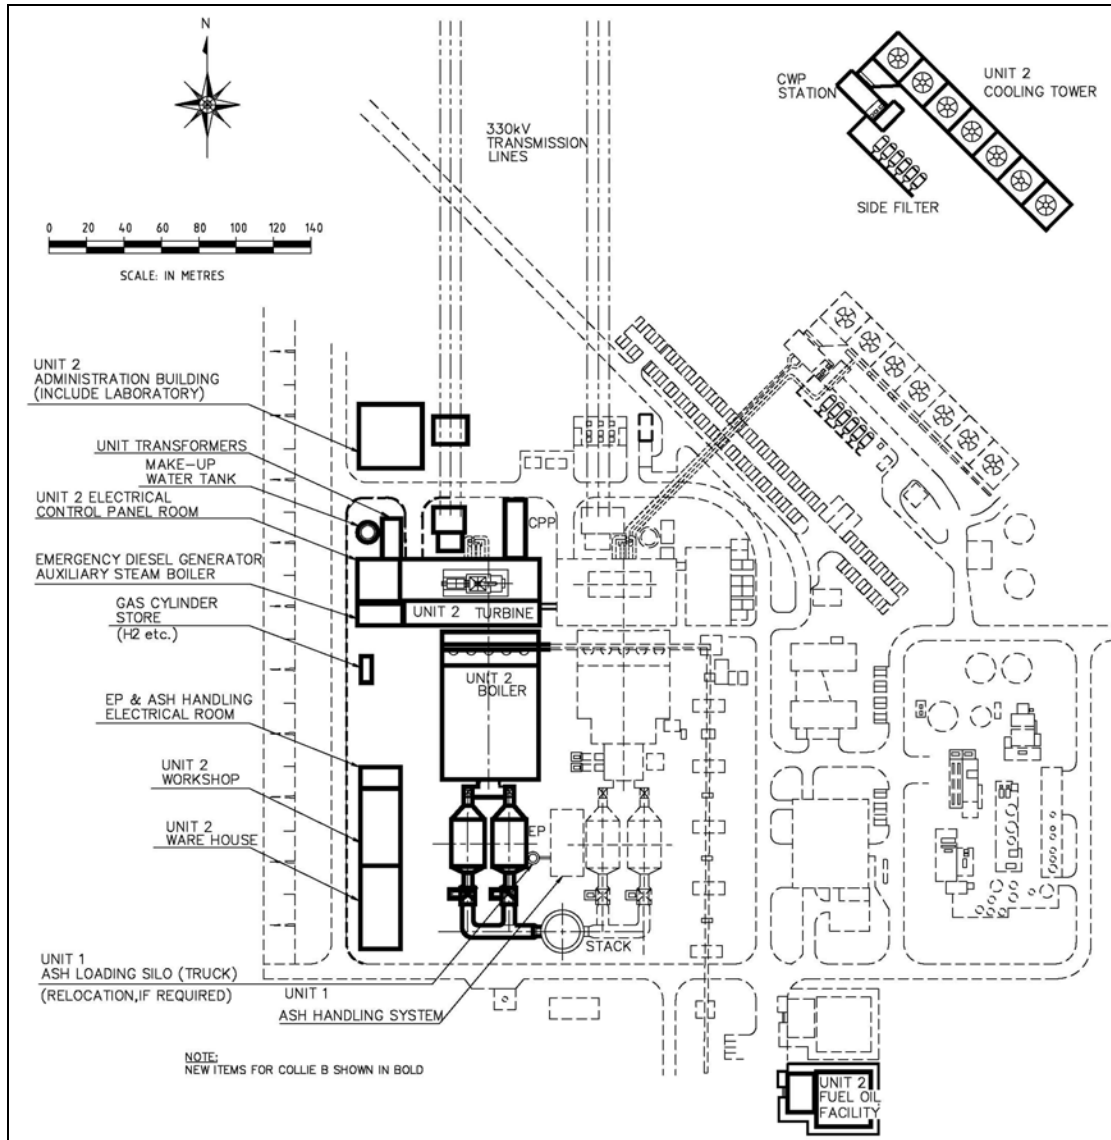 N
0 20 40 60 80 100 120 140
SCALE: IN METRES
330kV
TRANSMISSION
LINES
CWP
STATION
UNIT 2
COOLING TOWER
SIDE FILTER
UNIT 2
ADMINISTRATION BUILDING
(INCLUDE LABORATORY)
UNIT TRANSFORMERS
MAKE-UP
WATER TANK
UNIT 2 ELECTRICAL
CONTROL PANEL ROOM
EMERGENCY DIESEL GENERATOR
AUXILIARY STEAM BOILER
GAS CYLINDER
STORE
(H2 etc.)
CPP
UNIT 2 TURBINE
UNIT 2
BOILER
EP & ASH HANDLING
ELECTRICAL ROOM
UNIT 2
WORKSHOP
UNIT 2
WARE HOUSE
EP
STACK
UNIT 1
ASH LOADING SILO (TRUCK)
(RELOCATION,IF REQUIRED)
UNIT 1
ASH HANDLING SYSTEM
NOTE:
NEW ITEMS FOR COLLIE B SHOWN IN BOLD
UNIT 2
FUEL OIL
FACILITY